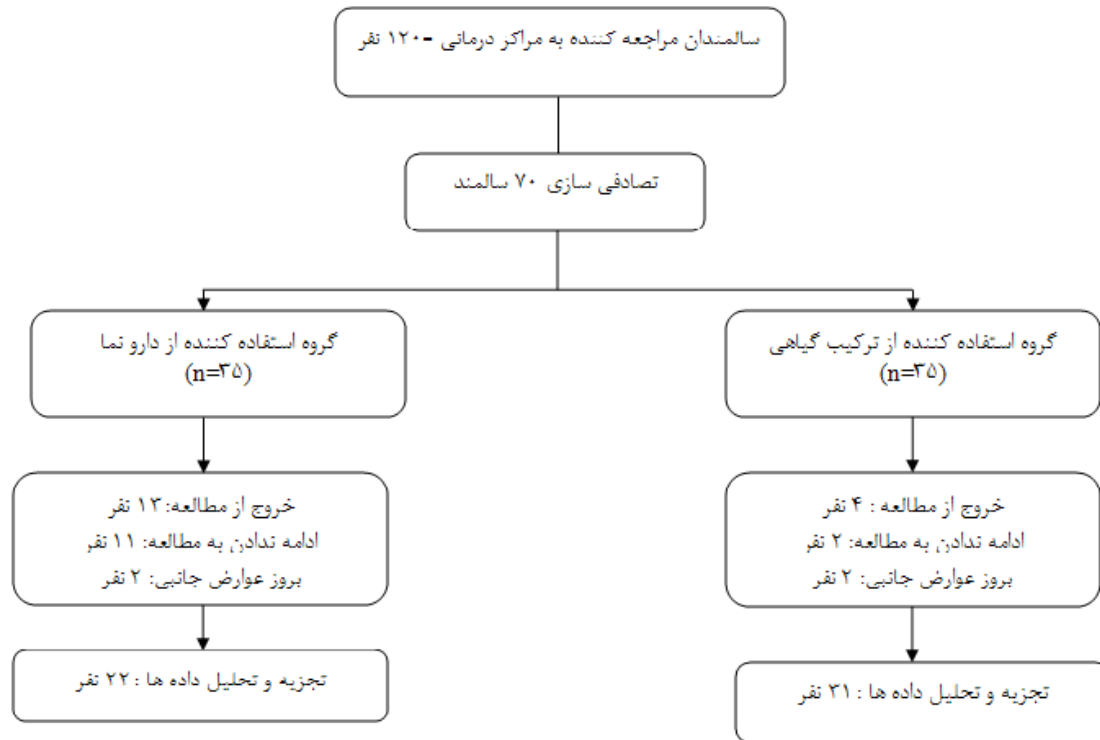 سالمندان مراجعه کننده به مراکز درمانی -۱۲۰ نفر
تصادفی سازی ۷۰ سالمند
گروه استفاده کننده از ترکیب گیاهی
(n=۳۵)
گروه استفاده کننده از دارو نما
(n=۳۵)
خروج از مطالعه : ۴ نفر
ادامه ندادن به مطالعه: ۲ نفر
بروز عوارض جانبی: ۲ نفر
خروج از مطالعه: ۱۳ نفر
ادامه ندادن به مطالعه: ۱۱ نفر
بروز عوارض جانبی: ۲ نفر
تجزیه و تحلیل داده ها : ۳۱ نفر
تجزیه و تحلیل داده ها : ۲۲ نفر